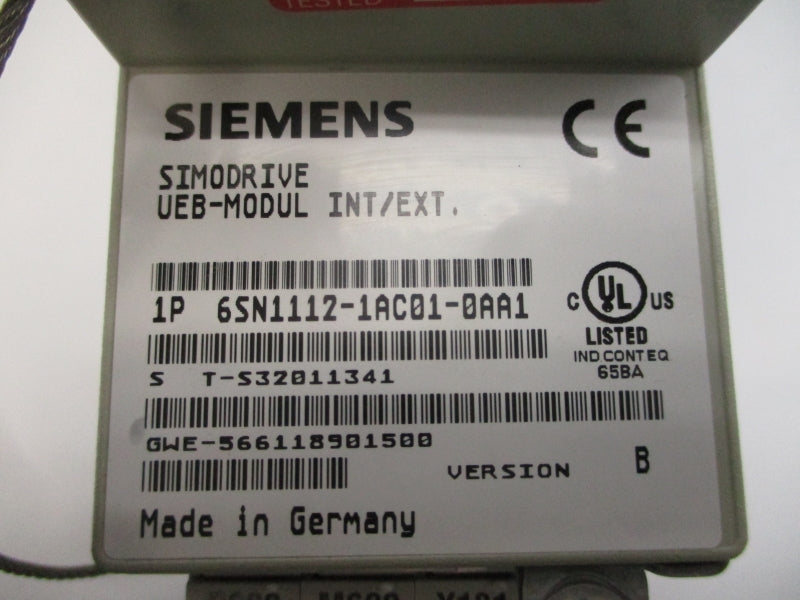 TESTED
SIEMENS
CE
SIMODRIVE
UEB-MODUL INT/EXT.
1P 6SN1112-1AC01-0AA1
C UL US
LISTED
IND CONT EQ
65BA
S T-S32011341
GWE-566118901500
VERSION B
Made in Germany